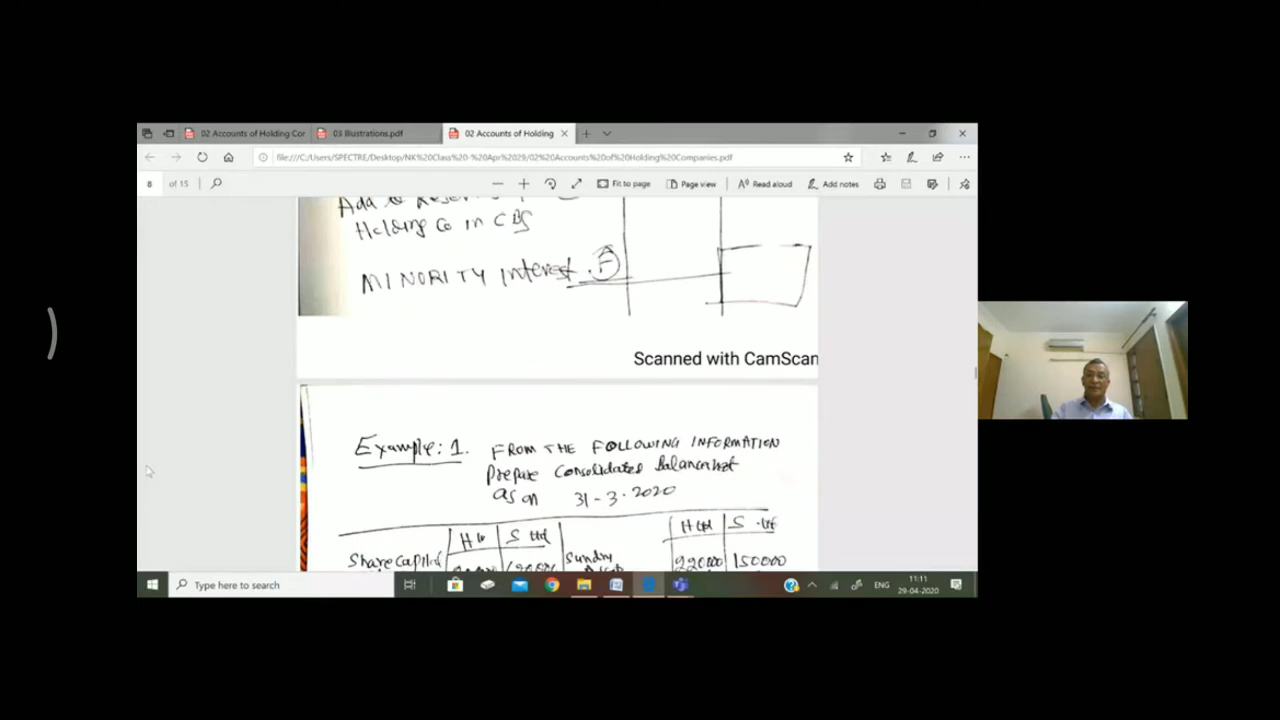 02 Accounts of Holding Cor
03 Illustrations.pdf
02 Accounts of Holding
file:///C:/Users/SPECTRE/Desktop/NK%20Class%20-%20Apr%2029/02%20Accounts%20of%20Holding%20Companies.pdf
8 of 15
Fit to page
Page view
Read aloud
Add notes
Holding Co in CBS
MINORITY Interest. F
Scanned with CamScan
Example: 1. FROM THE FOLLOWING INFORMATION
Prepare Consolidated Balancesheet
as on 31-3-2020
S Ltd H Ltd S Ltd
Share Capital Sundry 22000 150000
Type here to search
ENG
11:11
29-04-2020